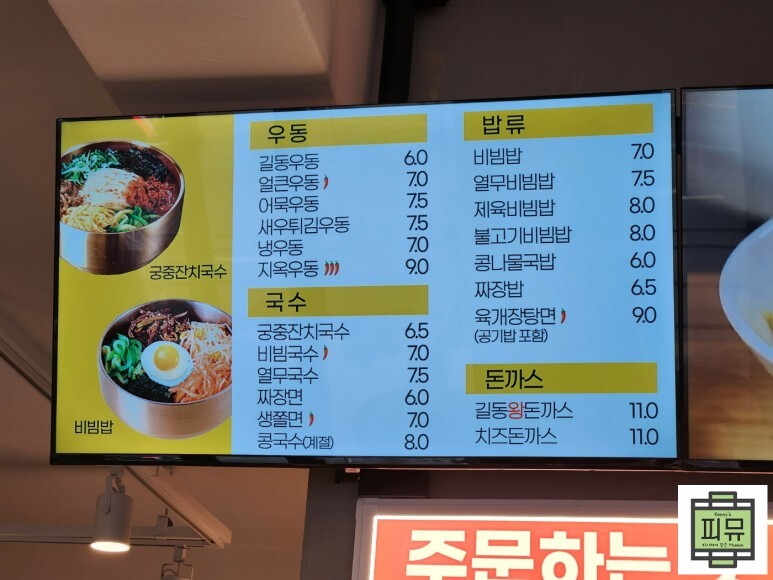 우동
길동우동 6.0
얼큰우동 7.0
어묵우동 7.5
새우튀김우동 7.5
냉우동 7.0
지옥우동 9.0
국수
궁중잔치국수 6.5
비빔국수 7.0
열무국수 7.5
짜장면 6.0
생쫄면 7.0
콩국수(계절) 8.0
밥류
비빔밥 7.0
열무비빔밥 7.5
제육비빔밥 8.0
불고기비빔밥 8.0
콩나물국밥 6.0
짜장밥 6.5
육개장탕면 9.0
(공기밥 포함)
돈까스
길동왕돈까스 11.0
치즈돈까스 11.0
궁중잔치국수
비빔밥
주문하는
Kenny's
피뮤